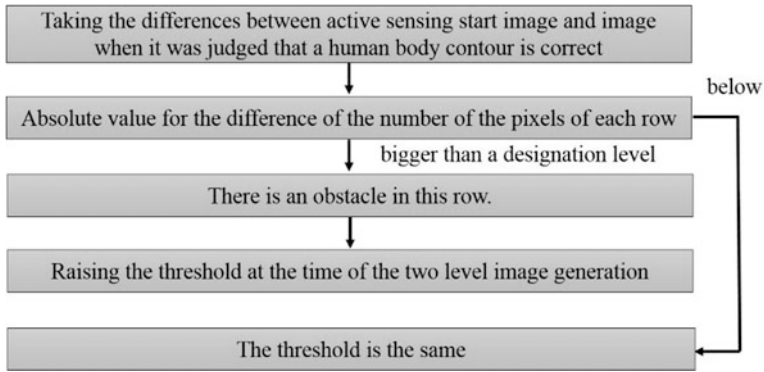 Taking the differences between active sensing start image and image
when it was judged that a human body contour is correct
below
Absolute value for the difference of the number of the pixels of each row
bigger than a designation level
There is an obstacle in this row.
Raising the threshold at the time of the two level image generation
The threshold is the same